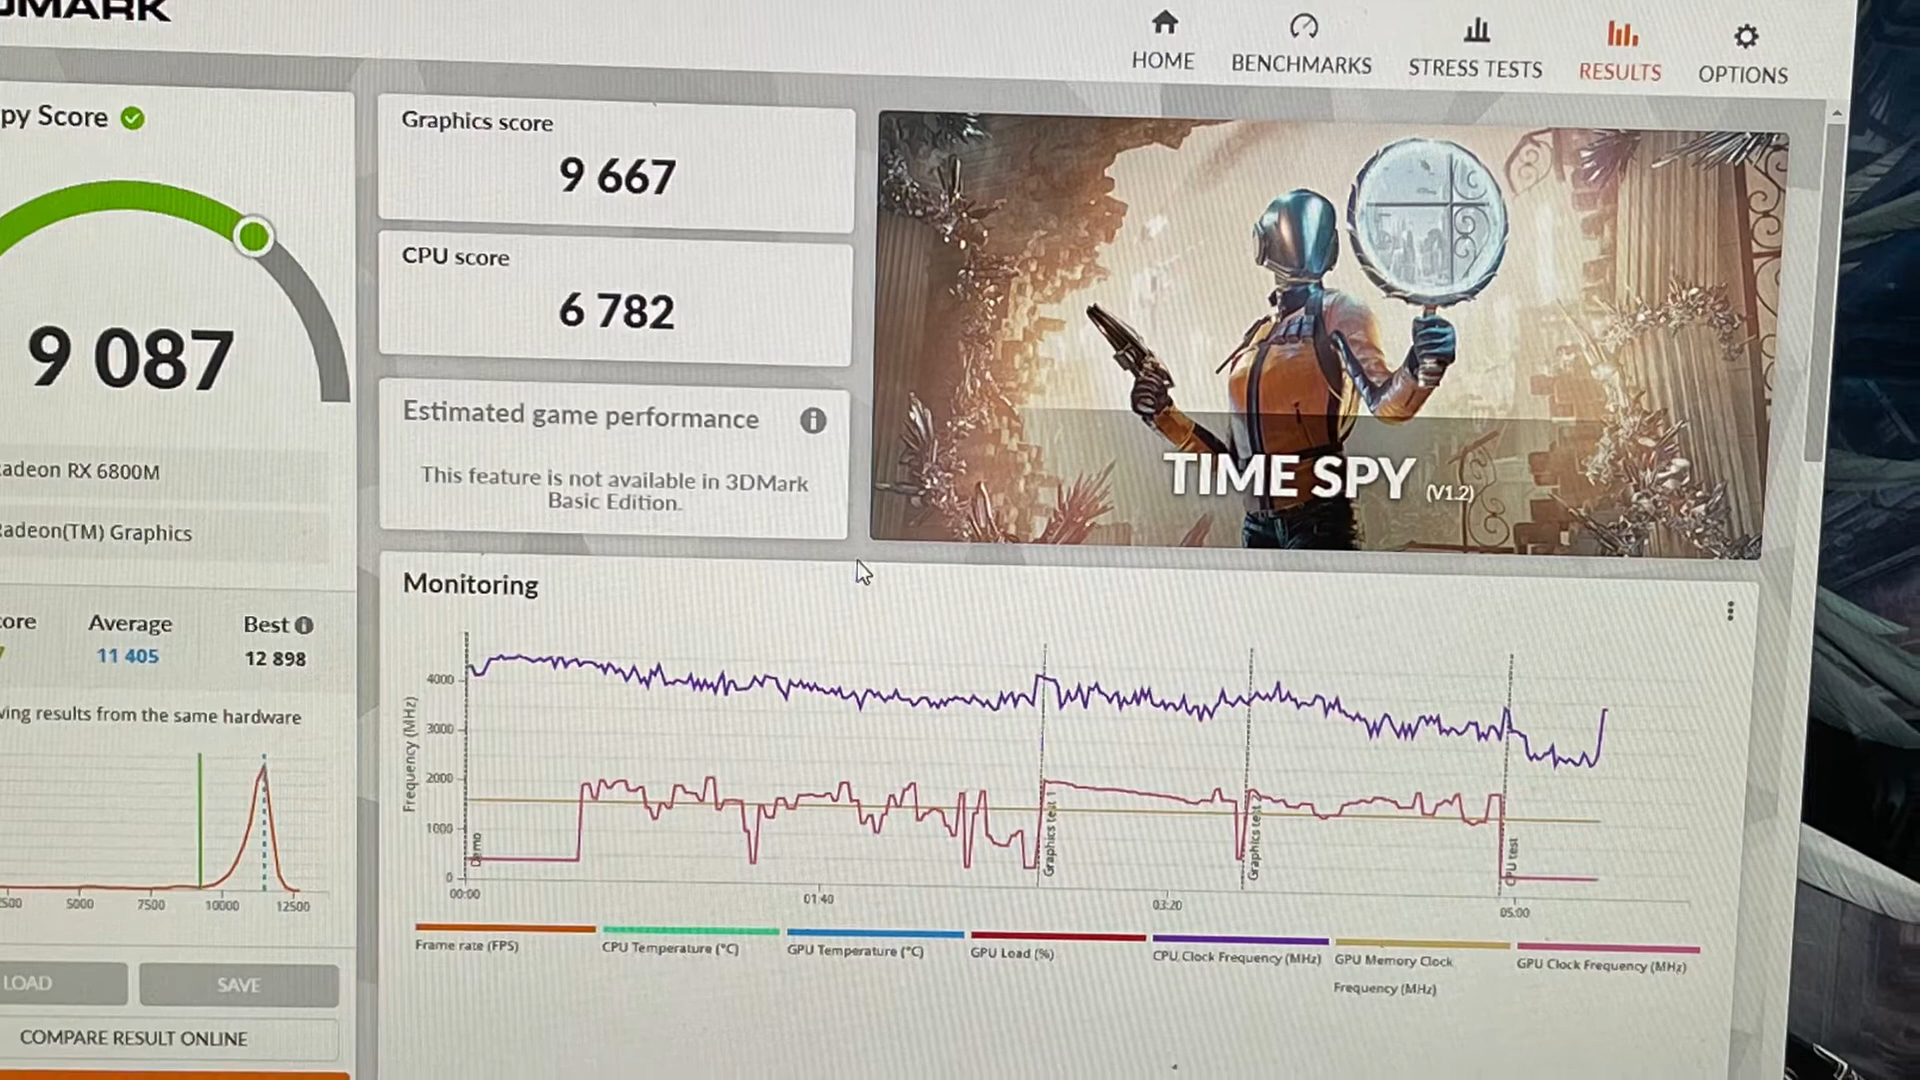 DMARK
HOME
BENCHMARKS
STRESS TESTS
RESULTS
OPTIONS
py Score
9 087
adeon RX 6800M
Radeon(TM) Graphics
ore
Average
Best
11 405
12 898
ving results from the same hardware
500
5000
7500
10000
12500
LOAD
SAVE
COMPARE RESULT ONLINE
Graphics score
9 667
CPU score
6 782
Estimated game performance
This feature is not available in 3DMark
Basic Edition.
TIME SPY (V1.2)
Monitoring
Frequency (MHz)
4000
3000
2000
1000
0
Demo
Graphics test 1
Graphics test 2
CPU test
00:00
01:40
03:20
05:00
Frame rate (FPS)
CPU Temperature (°C)
GPU Temperature (°C)
GPU Load (%)
CPU Clock Frequency (MHz)
GPU Memory Clock
Frequency (MHz)
GPU Clock Frequency (MHz)